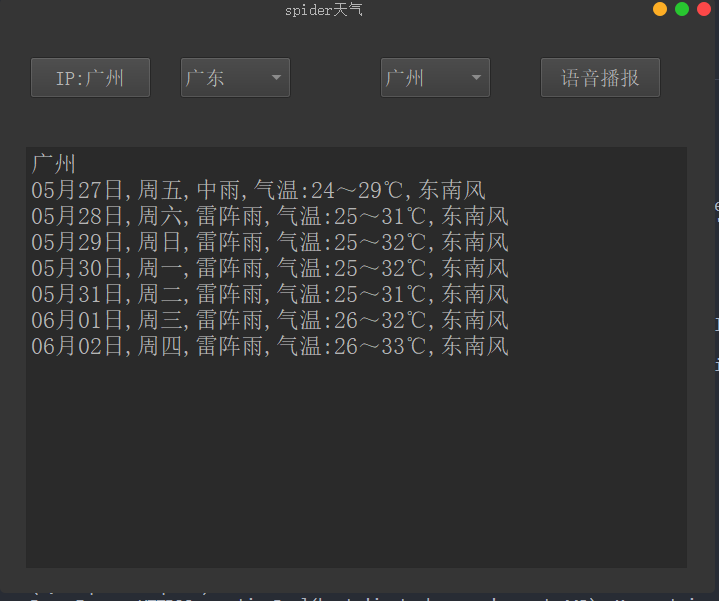 spider天气
IP:广州 广东 广州 语音播报
广州
05月27日,周五,中雨,气温:24～29℃,东南风
05月28日,周六,雷阵雨,气温:25～31℃,东南风
05月29日,周日,雷阵雨,气温:25～32℃,东南风
05月30日,周一,雷阵雨,气温:25～32℃,东南风
05月31日,周二,雷阵雨,气温:25～31℃,东南风
06月01日,周三,雷阵雨,气温:26～32℃,东南风
06月02日,周四,雷阵雨,气温:26～33℃,东南风